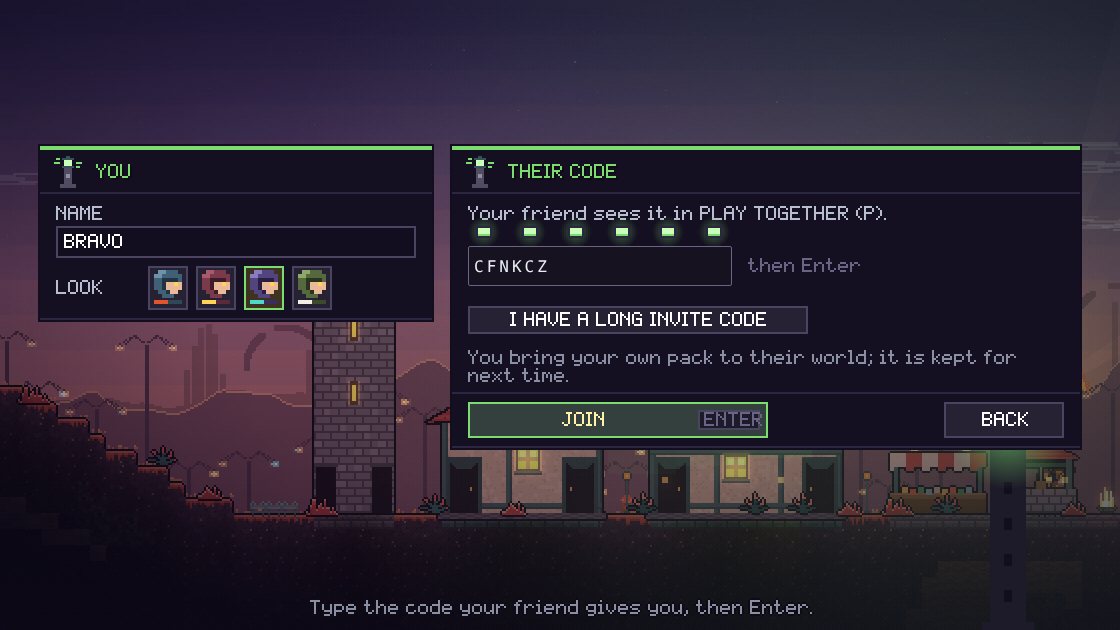 YOU
NAME
BRAVO
LOOK
THEIR CODE
Your friend sees it in PLAY TOGETHER (P).
CFNKCZ
then Enter
I HAVE A LONG INVITE CODE
You bring your own pack to their world; it is kept for
next time.
JOIN
ENTER
BACK
Type the code your friend gives you, then Enter.